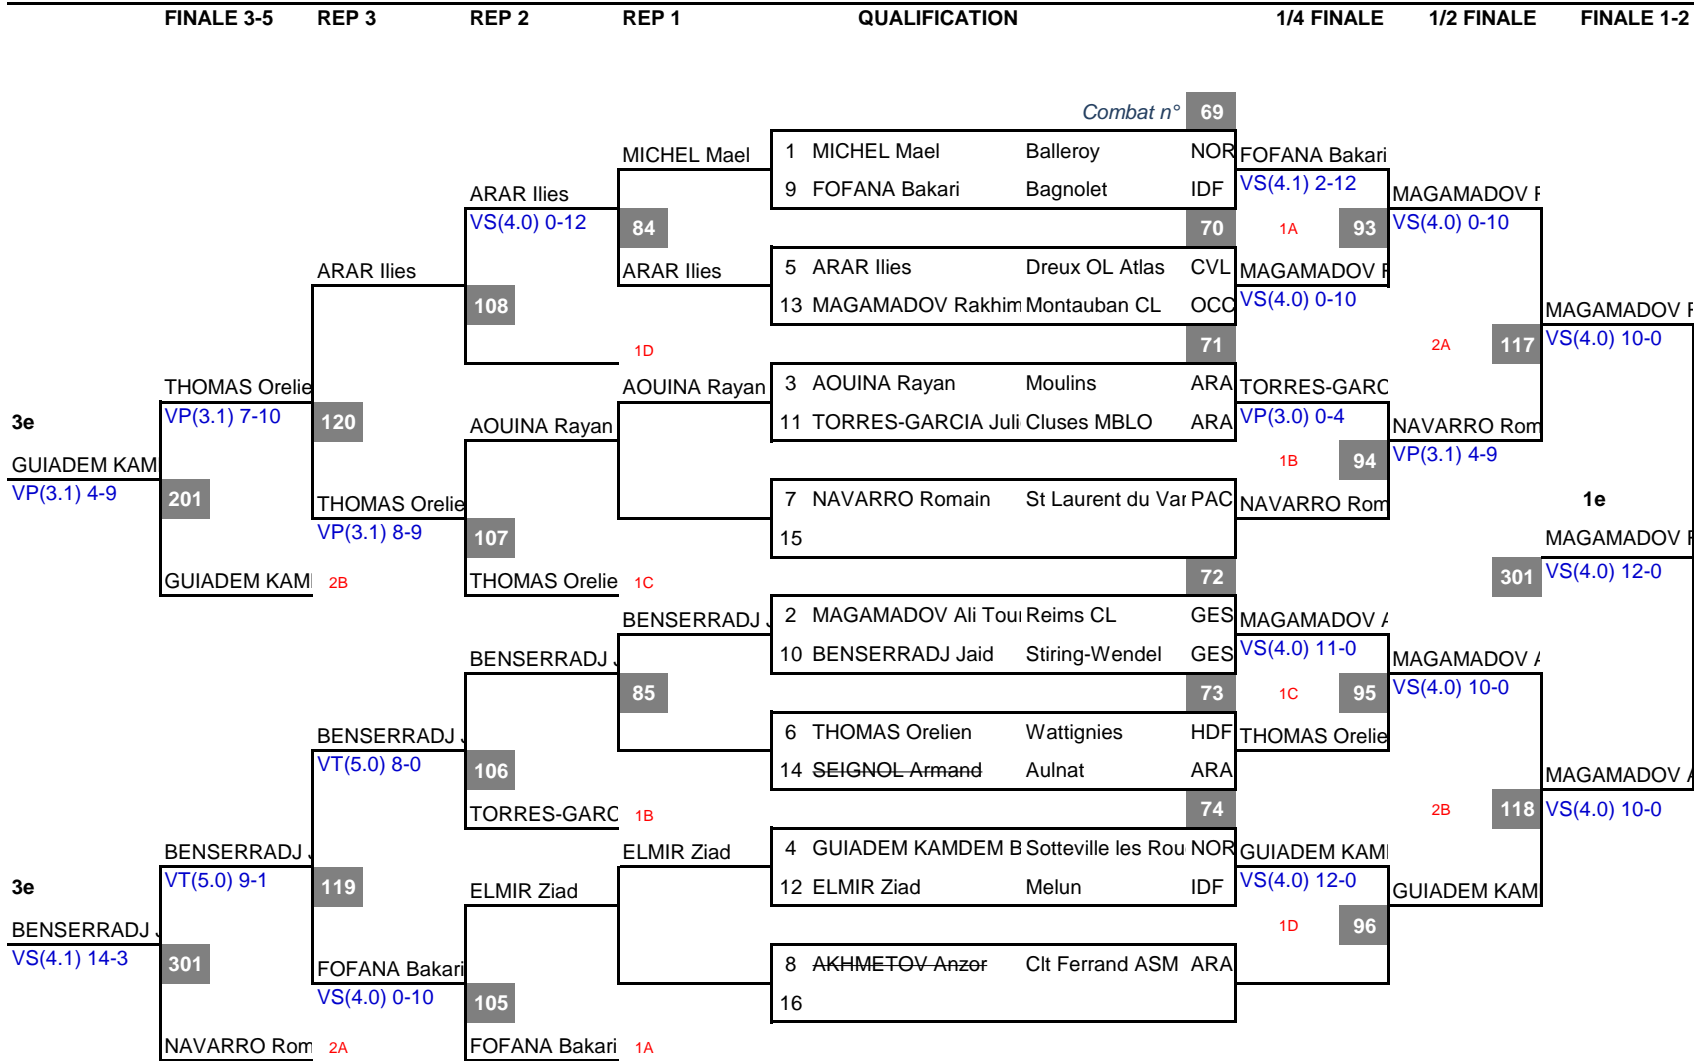 FINALE 3-5 REP 3 REP 2 REP 1 QUALIFICATION 1/4 FINALE 1/2 FINALE FINALE 1-2
Combat n° 69
MICHEL Mael 1 MICHEL Mael Balleroy NOR FOFANA Bakari
ARAR Ilies 9 FOFANA Bakari Bagnolet IDF VS(4.1) 2-12 MAGAMADOV R
VS(4.0) 0-12 84 70 1A 93 VS(4.0) 0-10
ARAR Ilies ARAR Ilies 5 ARAR Ilies Dreux OL Atlas CVL MAGAMADOV R
108 13 MAGAMADOV Rakhim Montauban CL OCC VS(4.0) 0-10 MAGAMADOV R
1D 71 2A 117 VS(4.0) 10-0
THOMAS Orelie AOUINA Rayan 3 AOUINA Rayan Moulins ARA TORRES-GARC
3e VP(3.1) 7-10 120 AOUINA Rayan 11 TORRES-GARCIA Juli Cluses MBLO ARA VP(3.0) 0-4 NAVARRO Rom
GUIADEM KAM 1B 94 VP(3.1) 4-9
VP(3.1) 4-9 201 THOMAS Orelie 7 NAVARRO Romain St Laurent du Var PAC NAVARRO Rom 1e
VP(3.1) 8-9 107 15 MAGAMADOV R
GUIADEM KAM 2B THOMAS Orelie 1C 72 301 VS(4.0) 12-0
BENSERRADJ J 2 MAGAMADOV Ali Tou Reims CL GES MAGAMADOV A
BENSERRADJ J 10 BENSERRADJ Jaid Stiring-Wendel GES VS(4.0) 11-0 MAGAMADOV A
85 73 1C 95 VS(4.0) 10-0
BENSERRADJ J 6 THOMAS Orelien Wattignies HDF THOMAS Orelie
VT(5.0) 8-0 106 14 SEIGNOL Armand Aulnat ARA MAGAMADOV A
TORRES-GARC 1B 74 2B 118 VS(4.0) 10-0
BENSERRADJ J ELMIR Ziad 4 GUIADEM KAMDEM B Sotteville les Rou NOR GUIADEM KAM
3e VT(5.0) 9-1 119 ELMIR Ziad 12 ELMIR Ziad Melun IDF VS(4.0) 12-0 GUIADEM KAM
BENSERRADJ J 1D 96
VS(4.1) 14-3 301 FOFANA Bakari 8 AKHMETOV Anzor Clt Ferrand ASM ARA
VS(4.0) 0-10 105 16
NAVARRO Rom 2A FOFANA Bakari 1A